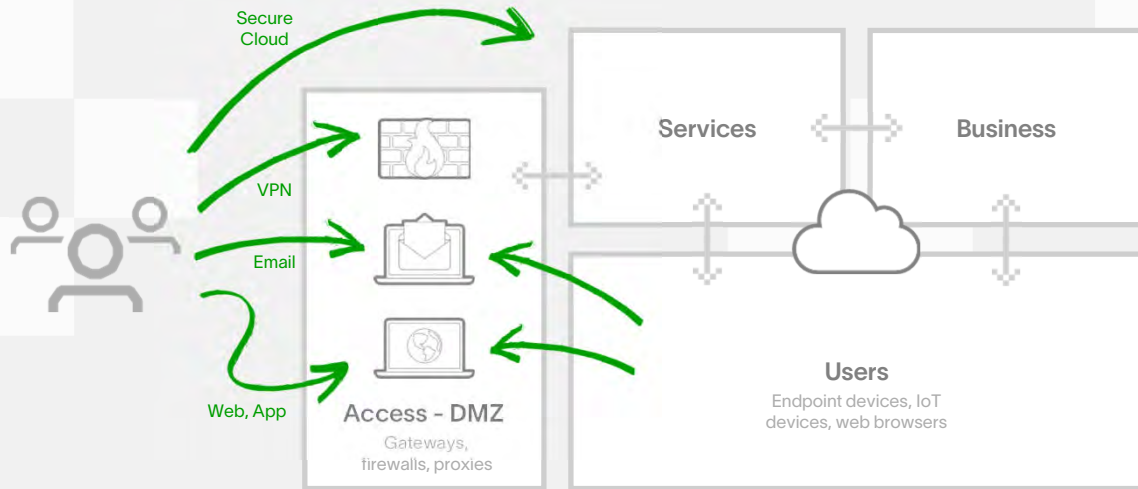 Secure
Cloud
VPN
Email
Web, App
Access - DMZ
Gateways,
firewalls, proxies
Services
Business
Users
Endpoint devices, IoT
devices, web browsers